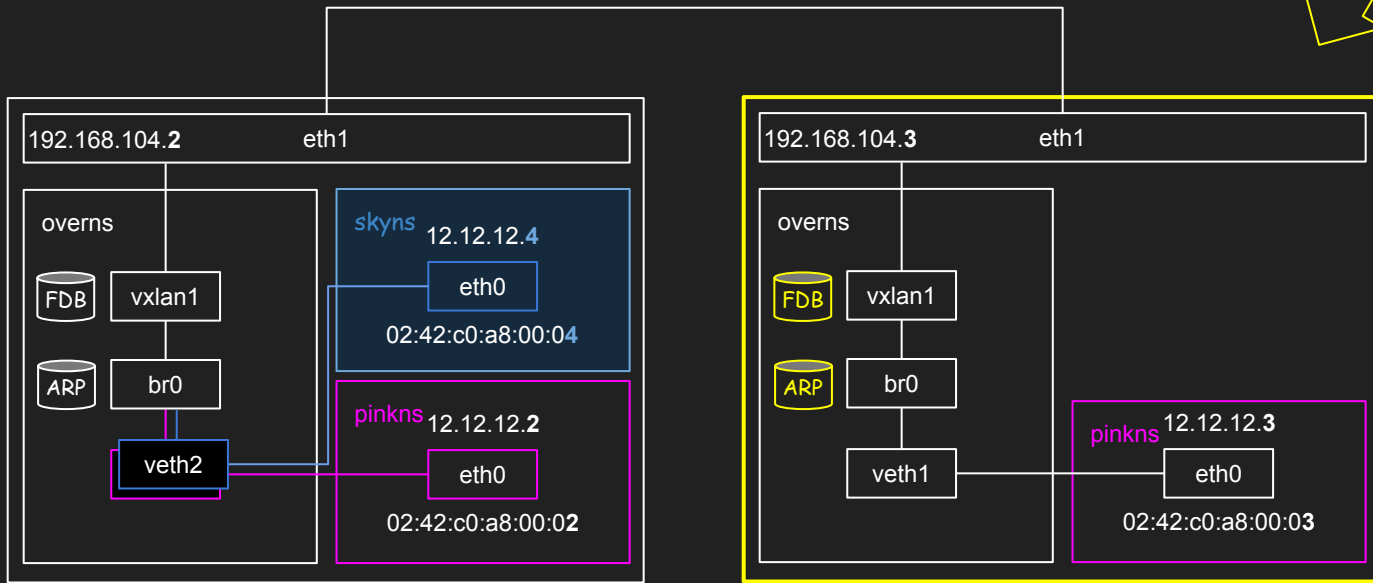 192.168.104.2 eth1
overns
FDB
vxlan1
ARP
br0
veth2
skyns
12.12.12.4
eth0
02:42:c0:a8:00:04
pinkns
12.12.12.2
eth0
02:42:c0:a8:00:02
192.168.104.3 eth1
overns
FDB
vxlan1
ARP
br0
veth1
pinkns
12.12.12.3
eth0
02:42:c0:a8:00:03